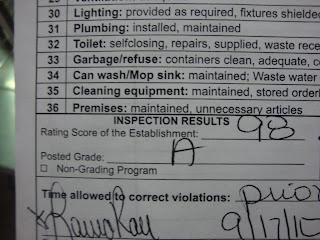 30 Lighting: provided as required, fixtures shielde
31 Plumbing: installed, maintained
32 Toilet: selfclosing, repairs, supplied, waste rece
33 Garbage/refuse: containers clean, adequate, c
34 Can wash/Mop sink: maintained; Waste water
35 Cleaning equipment: maintained, stored orderl
36 Premises: maintained, unnecessary articles
INSPECTION RESULTS
Rating Score of the Establishment: 98
Posted Grade: A
☐ Non-Grading Program
Time allowed to correct violations: prior
9/17/10